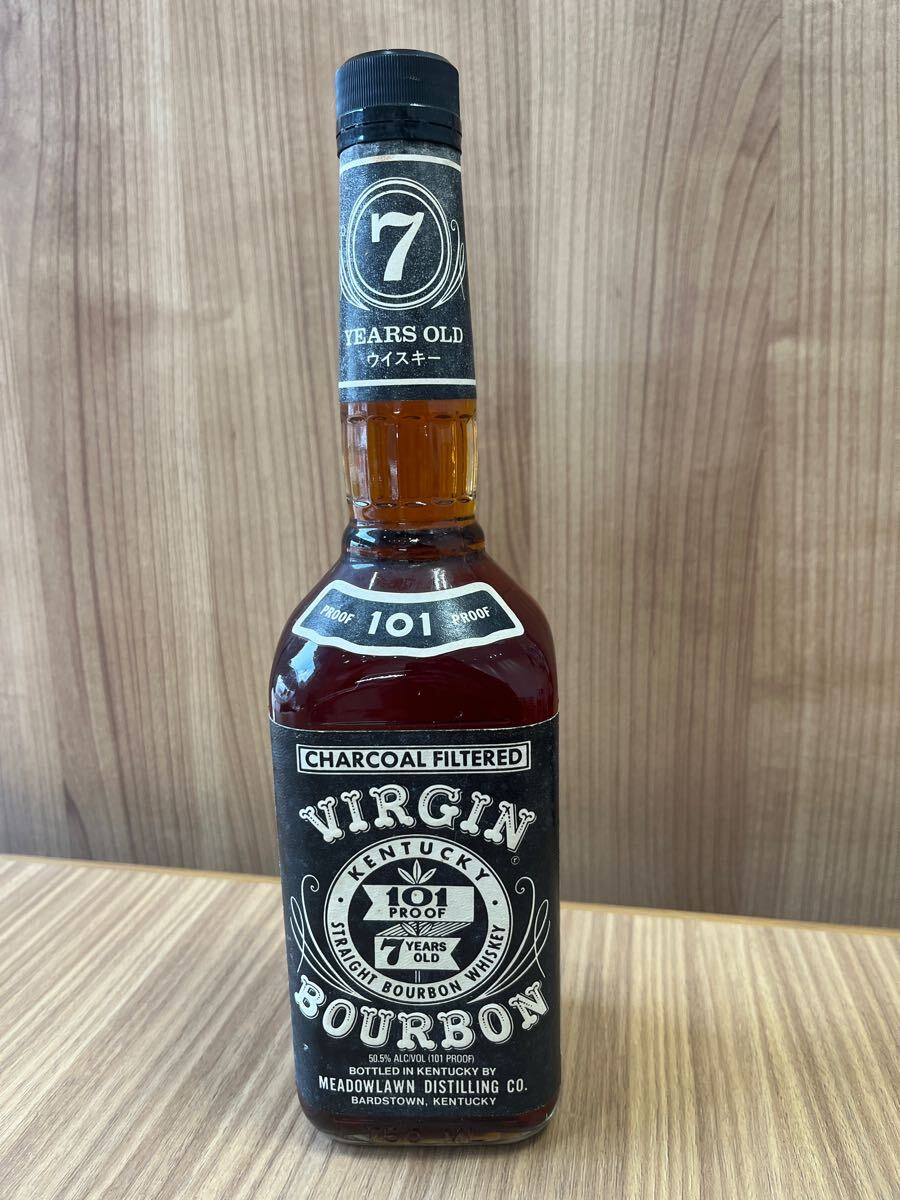 7
YEARS OLD
ウイスキー
PROOF 101 PROOF
CHARCOAL FILTERED
VIRGIN
KENTUCKY
101
PROOF
7 YEARS
OLD
STRAIGHT BOURBON WHISKEY
BOURBON
50.5% ALC/VOL (101 PROOF)
BOTTLED IN KENTUCKY BY
MEADOWLAWN DISTILLING CO.
BARDSTOWN, KENTUCKY